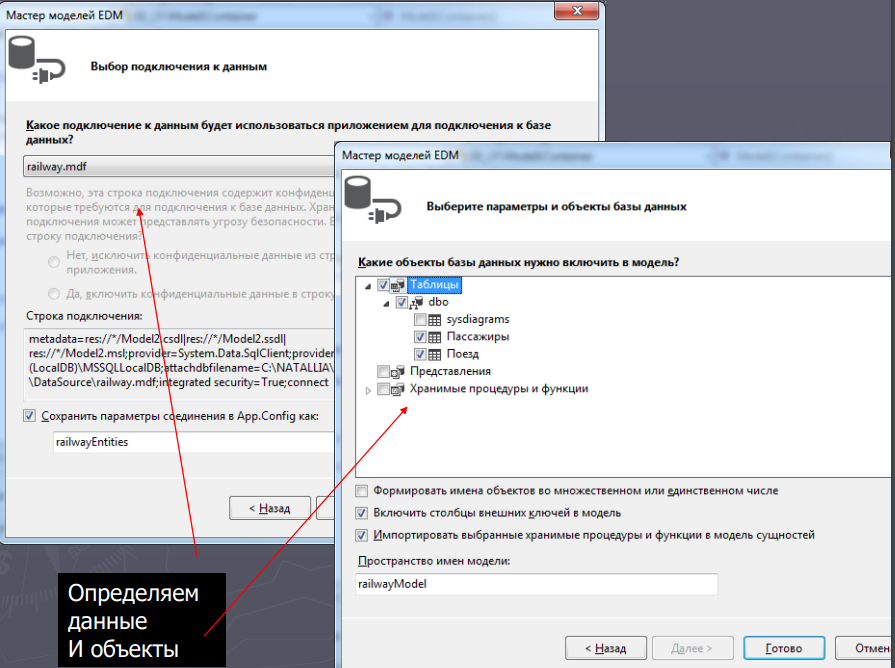 Мастер моделей EDM
Выбор подключения к данным
Какое подключение к данным будет использоваться приложением для подключения к базе
данных?
railway.mdf
Возможно, эта строка подключения содержит
которые требуются для подключения к базе данных.
подключения может представлять угрозу безопасности.
строку подключения?
Нет, исключить конфиденциальные данные из
приложения.
Да, включить конфиденциальные данные в строку
Строка подключения:
metadata=res://*/Model2.csdl|res://*/Model2.ssdl|
res://*/Model2.msl;provider=System.Data.SqlClient;provider
(LocalDB)\MSSQLLocalDB;attachdbfilename=C:\NATALLIA\
\DataSource\railway.mdf;integrated security=True;connect
Сохранить параметры соединения в App.Config как:
railwayEntities
< Назад
Мастер моделей EDM
Выберите параметры и объекты базы данных
Какие объекты базы данных нужно включить в модель?
Таблицы
dbo
sysdiagrams
Пассажиры
Поезд
Представления
Хранимые процедуры и функции
Формировать имена объектов во множественном или единственном числе
Включить столбцы внешних ключей в модель
Импортировать выбранные хранимые процедуры и функции в модель сущностей
Пространство имен модели:
railwayModel
< Назад
Далее >
Готово
Отмен
Определяем
данные
И объекты